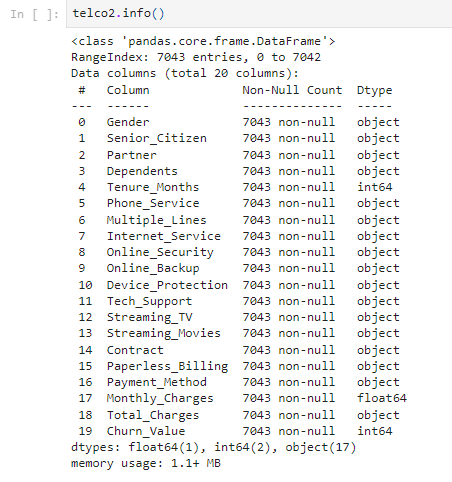 In [ ]: telco2.info()
<class 'pandas.core.frame.DataFrame'>
RangeIndex: 7043 entries, 0 to 7042
Data columns (total 20 columns):
 #   Column             Non-Null Count  Dtype
---  ------             --------------  -----
 0   Gender             7043 non-null   object
 1   Senior_Citizen     7043 non-null   object
 2   Partner            7043 non-null   object
 3   Dependents         7043 non-null   object
 4   Tenure_Months      7043 non-null   int64
 5   Phone_Service      7043 non-null   object
 6   Multiple_Lines     7043 non-null   object
 7   Internet_Service   7043 non-null   object
 8   Online_Security    7043 non-null   object
 9   Online_Backup      7043 non-null   object
 10  Device_Protection  7043 non-null   object
 11  Tech_Support       7043 non-null   object
 12  Streaming_TV       7043 non-null   object
 13  Streaming_Movies   7043 non-null   object
 14  Contract           7043 non-null   object
 15  Paperless_Billing  7043 non-null   object
 16  Payment_Method     7043 non-null   object
 17  Monthly_Charges    7043 non-null   float64
 18  Total_Charges      7043 non-null   object
 19  Churn_Value        7043 non-null   int64
dtypes: float64(1), int64(2), object(17)
memory usage: 1.1+ MB